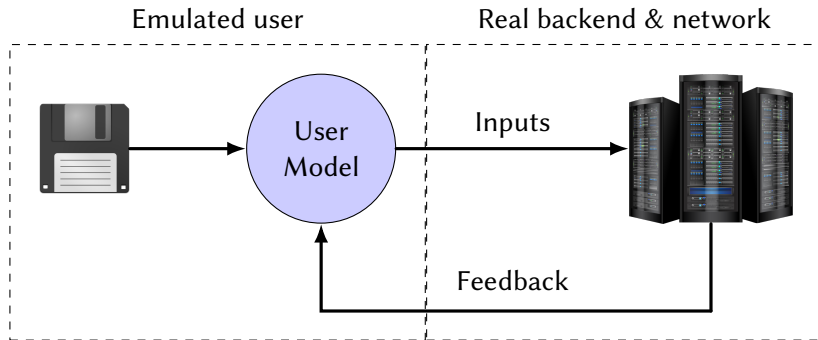 Emulated user
Real backend & network
User
Model
Inputs
Feedback